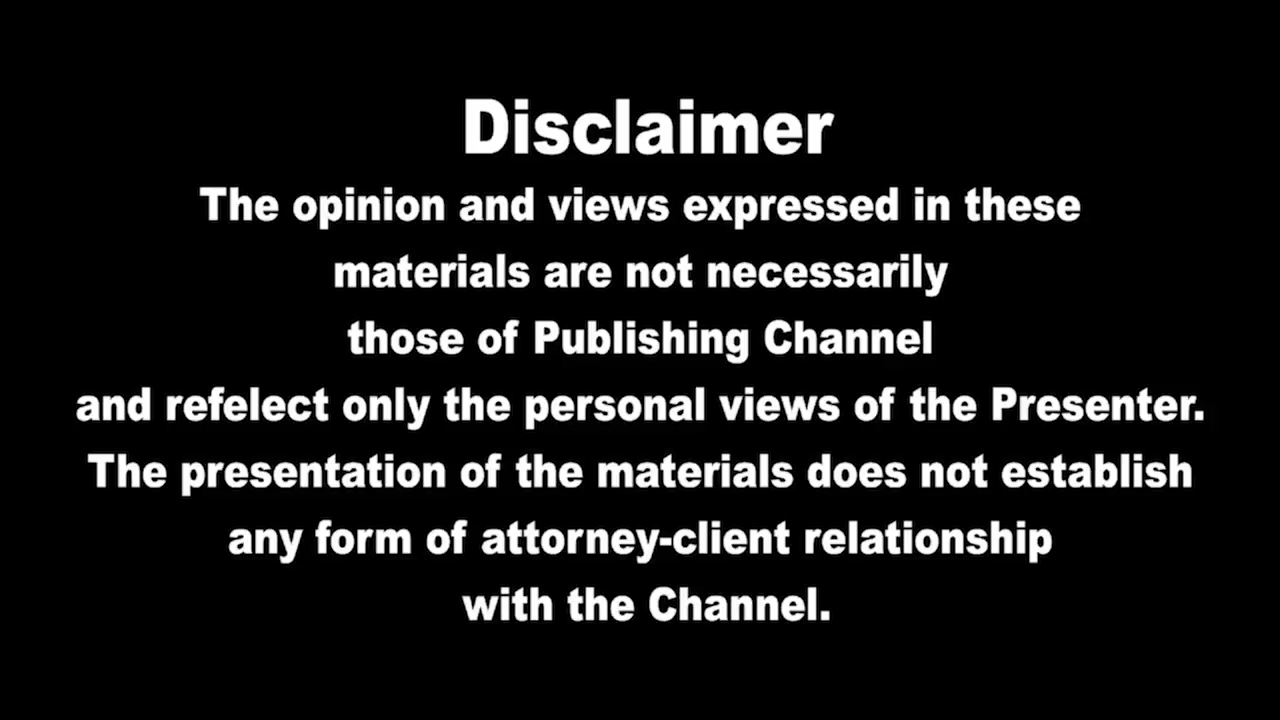 Disclaimer
The opinion and views expressed in these
materials are not necessarily
those of Publishing Channel
and refelect only the personal views of the Presenter.
The presentation of the materials does not establish
any form of attorney-client relationship
with the Channel.